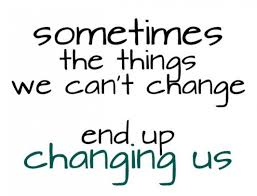 sometimes
the things
we can't change
end up
changing us